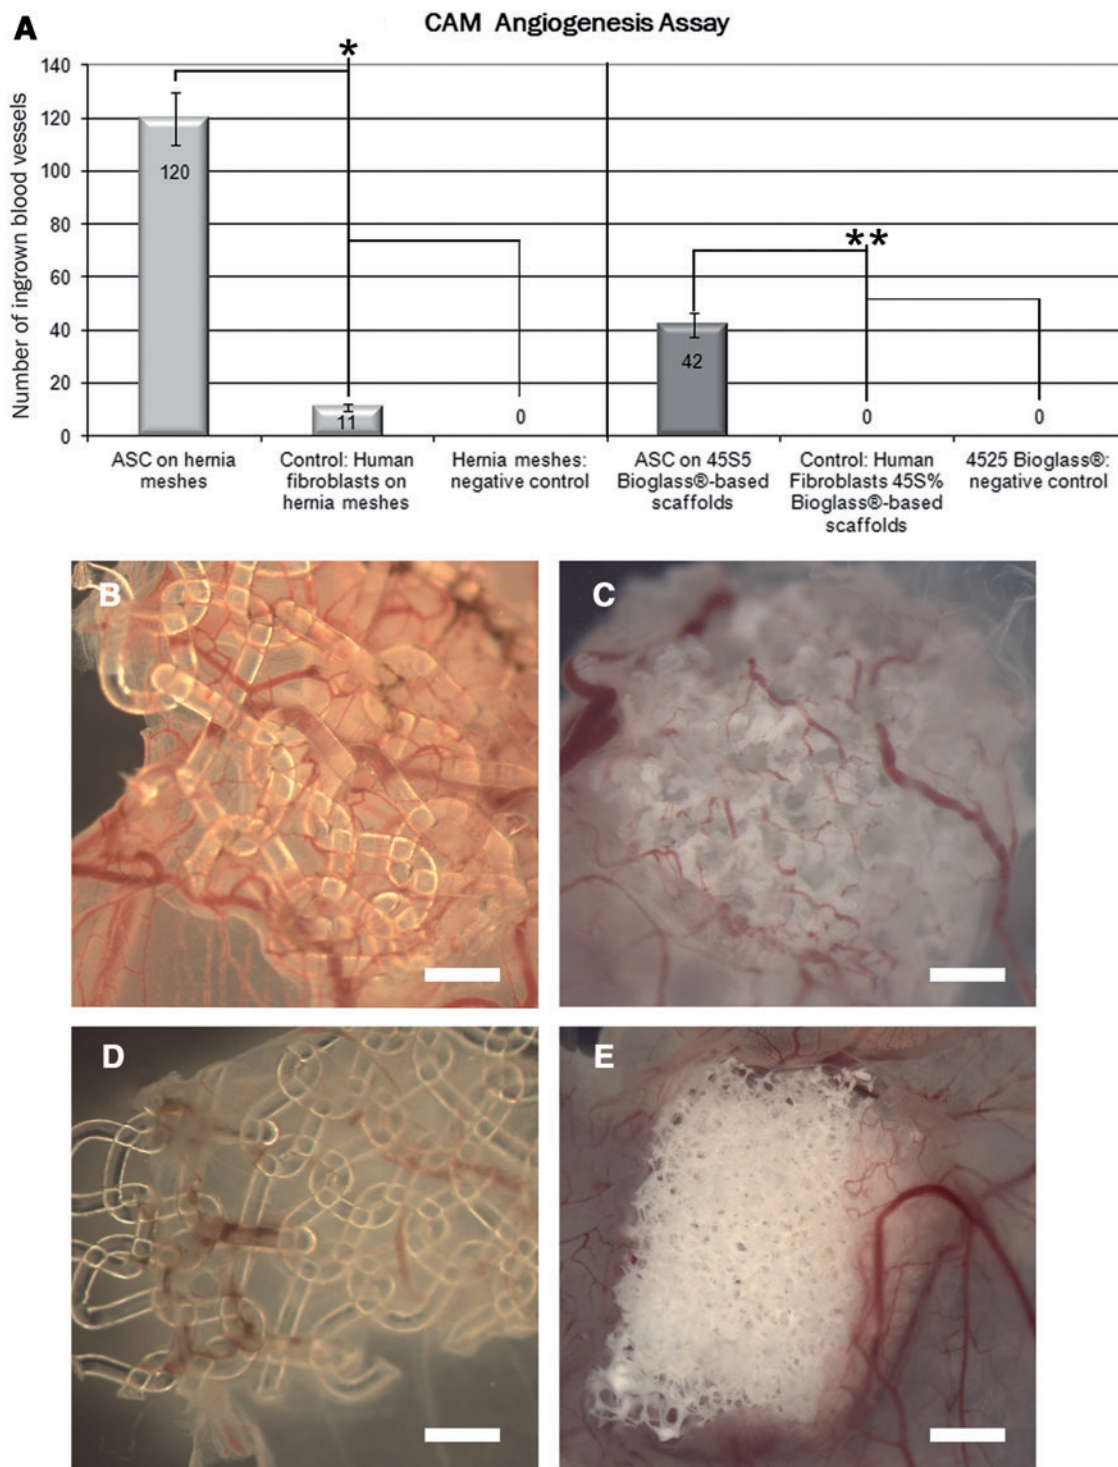 A
CAM Angiogenesis Assay
*
140
120
100
80
60
40
20
0
Number of ingrown blood vessels
120
11
0
**
42
0
0
ASC on hernia
meshes
Control: Human
fibroblasts on
hernia meshes
Hernia meshes:
negative control
ASC on 45S5
Bioglass®-based
scaffolds
Control: Human
Fibroblasts 45S%
Bioglass®-based
scaffolds
4525 Bioglass®:
negative control
B
C
D
E